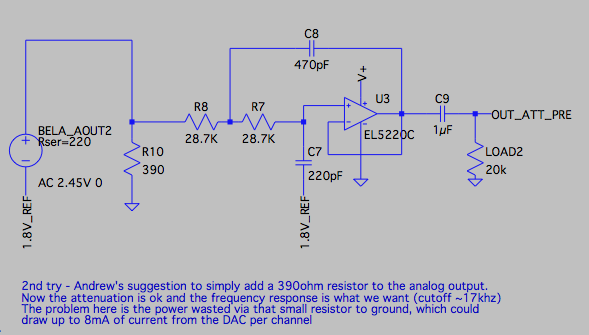 C8
470pF
V+
R8
R7
U3
C9
OUT_ATT_PRE
BELA_AOUT2
Rser=220
28.7K
28.7K
EL5220C
1µF
R10
C7
LOAD2
390
220pF
20k
AC 2.45V 0
1.8V_REF
1.8V_REF
2nd try - Andrew's suggestion to simply add a 390ohm resistor to the analog output.
Now the attenuation is ok and the frequency response is what we want (cutoff ~17khz)
The problem here is the power wasted via that small resistor to ground, which could
draw up to 8mA of current from the DAC per channel